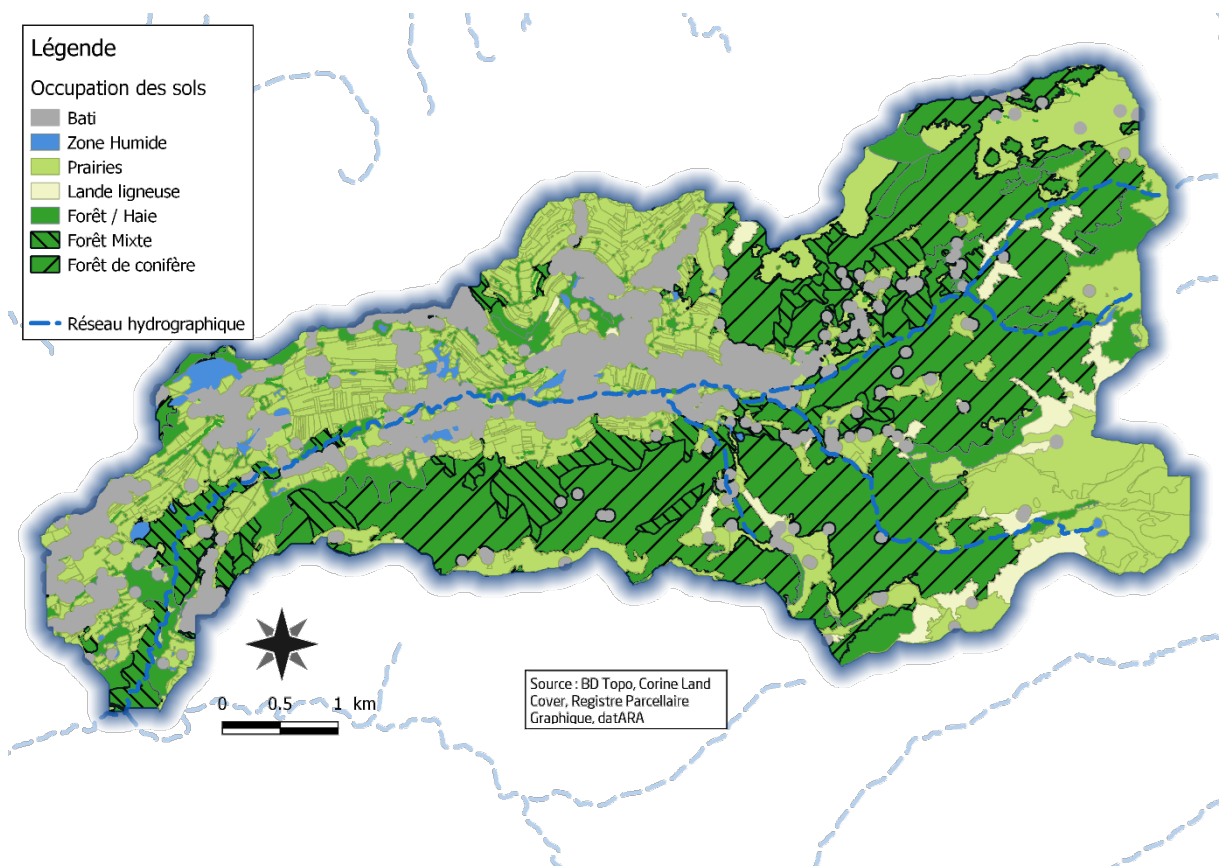 Légende
Occupation des sols
Bati
Zone Humide
Prairies
Lande ligneuse
Forêt / Haie
Forêt Mixte
Forêt de conifère
Réseau hydrographique
0 0.5 1 km
Source : BD Topo, Corine Land
Cover, Registre Parcellaire
Graphique, datARA